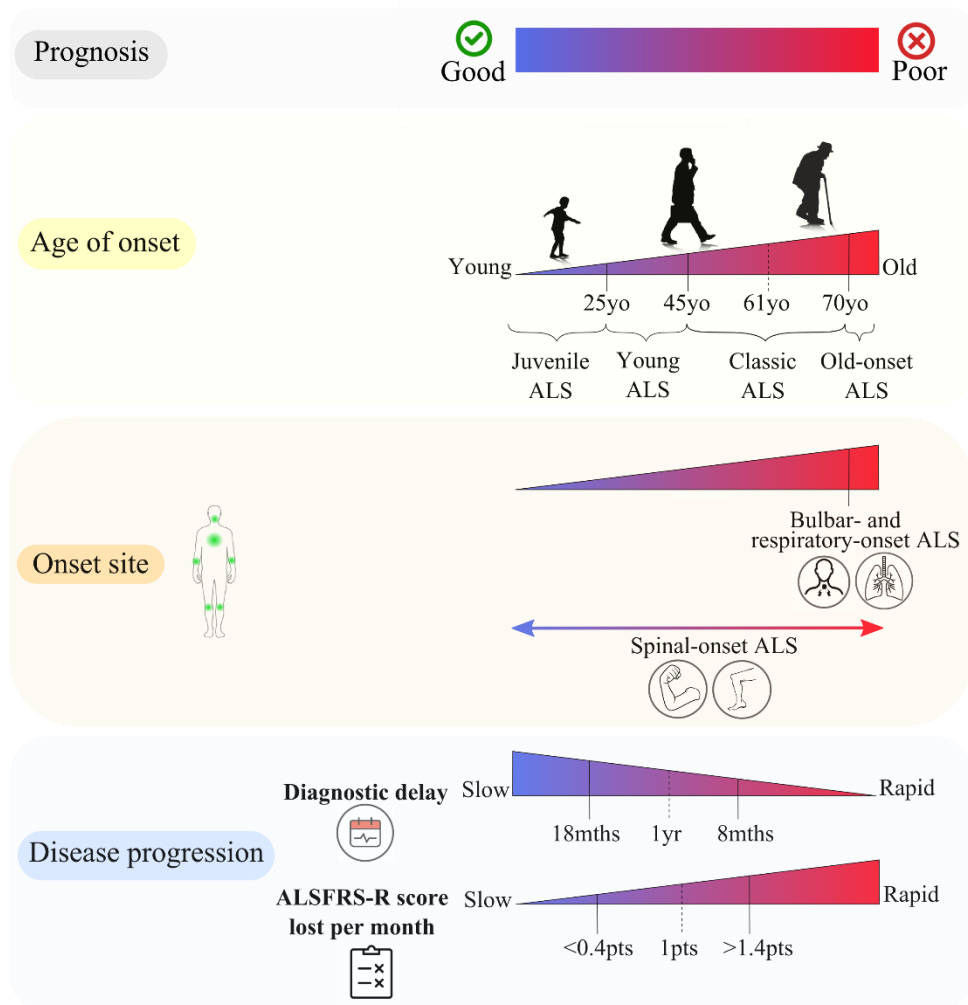 Prognosis
Good
Poor
Age of onset
Young
Old
25yo 45yo 61yo 70yo
Juvenile Young Classic Old-onset
ALS ALS ALS ALS
Onset site
Bulbar- and
respiratory-onset ALS
Spinal-onset ALS
Disease progression
Diagnostic delay
Slow
Rapid
18mths 1yr 8mths
ALSFRS-R score
lost per month
Slow
Rapid
<0.4pts 1pts >1.4pts